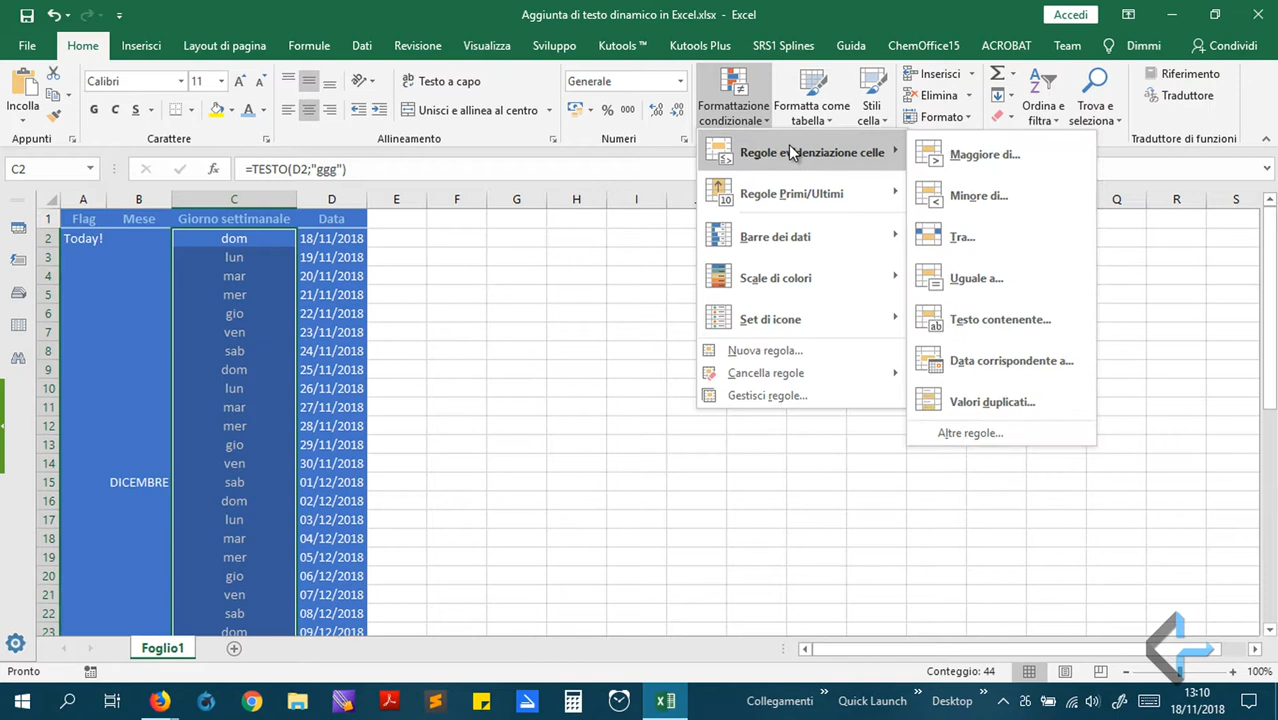 Aggiunta di testo dinamico in Excel.xlsx - Excel
Accedi
File Home Inserisci Layout di pagina Formule Dati Revisione Visualizza Sviluppo Kutools ™ Kutools Plus SRS1 Splines Guida ChemOffice15 ACROBAT Team Dimmi Condividi
Incolla
Calibri 11
G C S
Testo a capo
Unisci e allinea al centro
Generale
% 000
Formattazione condizionale
Formatta come tabella
Stili cella
Inserisci
Elimina
Formato
Ordina e filtra
Trova e seleziona
Riferimento
Traduttore
Appunti Carattere Allineamento Numeri Traduttore di funzioni
C2 fx =TESTO(D2;"ggg")
Regole evidenziazione celle
Regole Primi/Ultimi
Barre dei dati
Scale di colori
Set di icone
Nuova regola...
Cancella regole
Gestisci regole...
Maggiore di...
Minore di...
Tra...
Uguale a...
Testo contenente...
Data corrispondente a...
Valori duplicati...
Altre regole...
A B C D E F G H I P Q R S
1 Flag Mese Giorno settimanale Data
2 Today! dom 18/11/2018
3 lun 19/11/2018
4 mar 20/11/2018
5 mer 21/11/2018
6 gio 22/11/2018
7 ven 23/11/2018
8 sab 24/11/2018
9 dom 25/11/2018
10 lun 26/11/2018
11 mar 27/11/2018
12 mer 28/11/2018
13 gio 29/11/2018
14 ven 30/11/2018
15 DICEMBRE sab 01/12/2018
16 dom 02/12/2018
17 lun 03/12/2018
18 mar 04/12/2018
19 mer 05/12/2018
20 gio 06/12/2018
21 ven 07/12/2018
22 sab 08/12/2018
23 dom 09/12/2018
Foglio1
Pronto
Conteggio: 44
100%
Collegamenti Quick Launch Desktop 26
13:10
18/11/2018